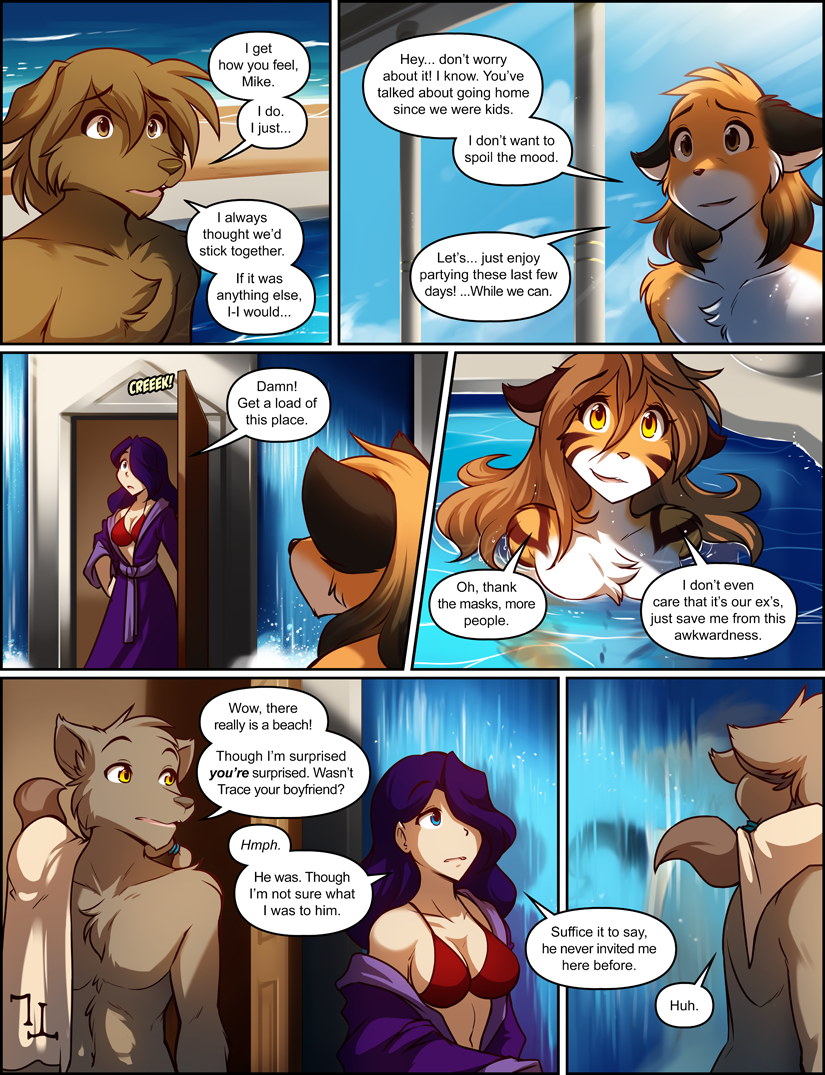 I get
how you feel,
Mike.
I do.
I just...
I always
thought we'd
stick together.
If it was
anything else,
I-I would...
Hey... don't worry
about it! I know. You've
talked about going home
since we were kids.
I don't want to
spoil the mood.
Let's... just enjoy
partying these last few
days! ...While we can.
CREEEK!
Damn!
Get a load of
this place.
Oh, thank
the masks, more
people.
I don't even
care that it's our ex's,
just save me from this
awkwardness.
Wow, there
really is a beach!
Though I'm surprised
you're surprised. Wasn't
Trace your boyfriend?
Hmph.
He was. Though
I'm not sure what
I was to him.
Suffice it to say,
he never invited me
here before.
Huh.